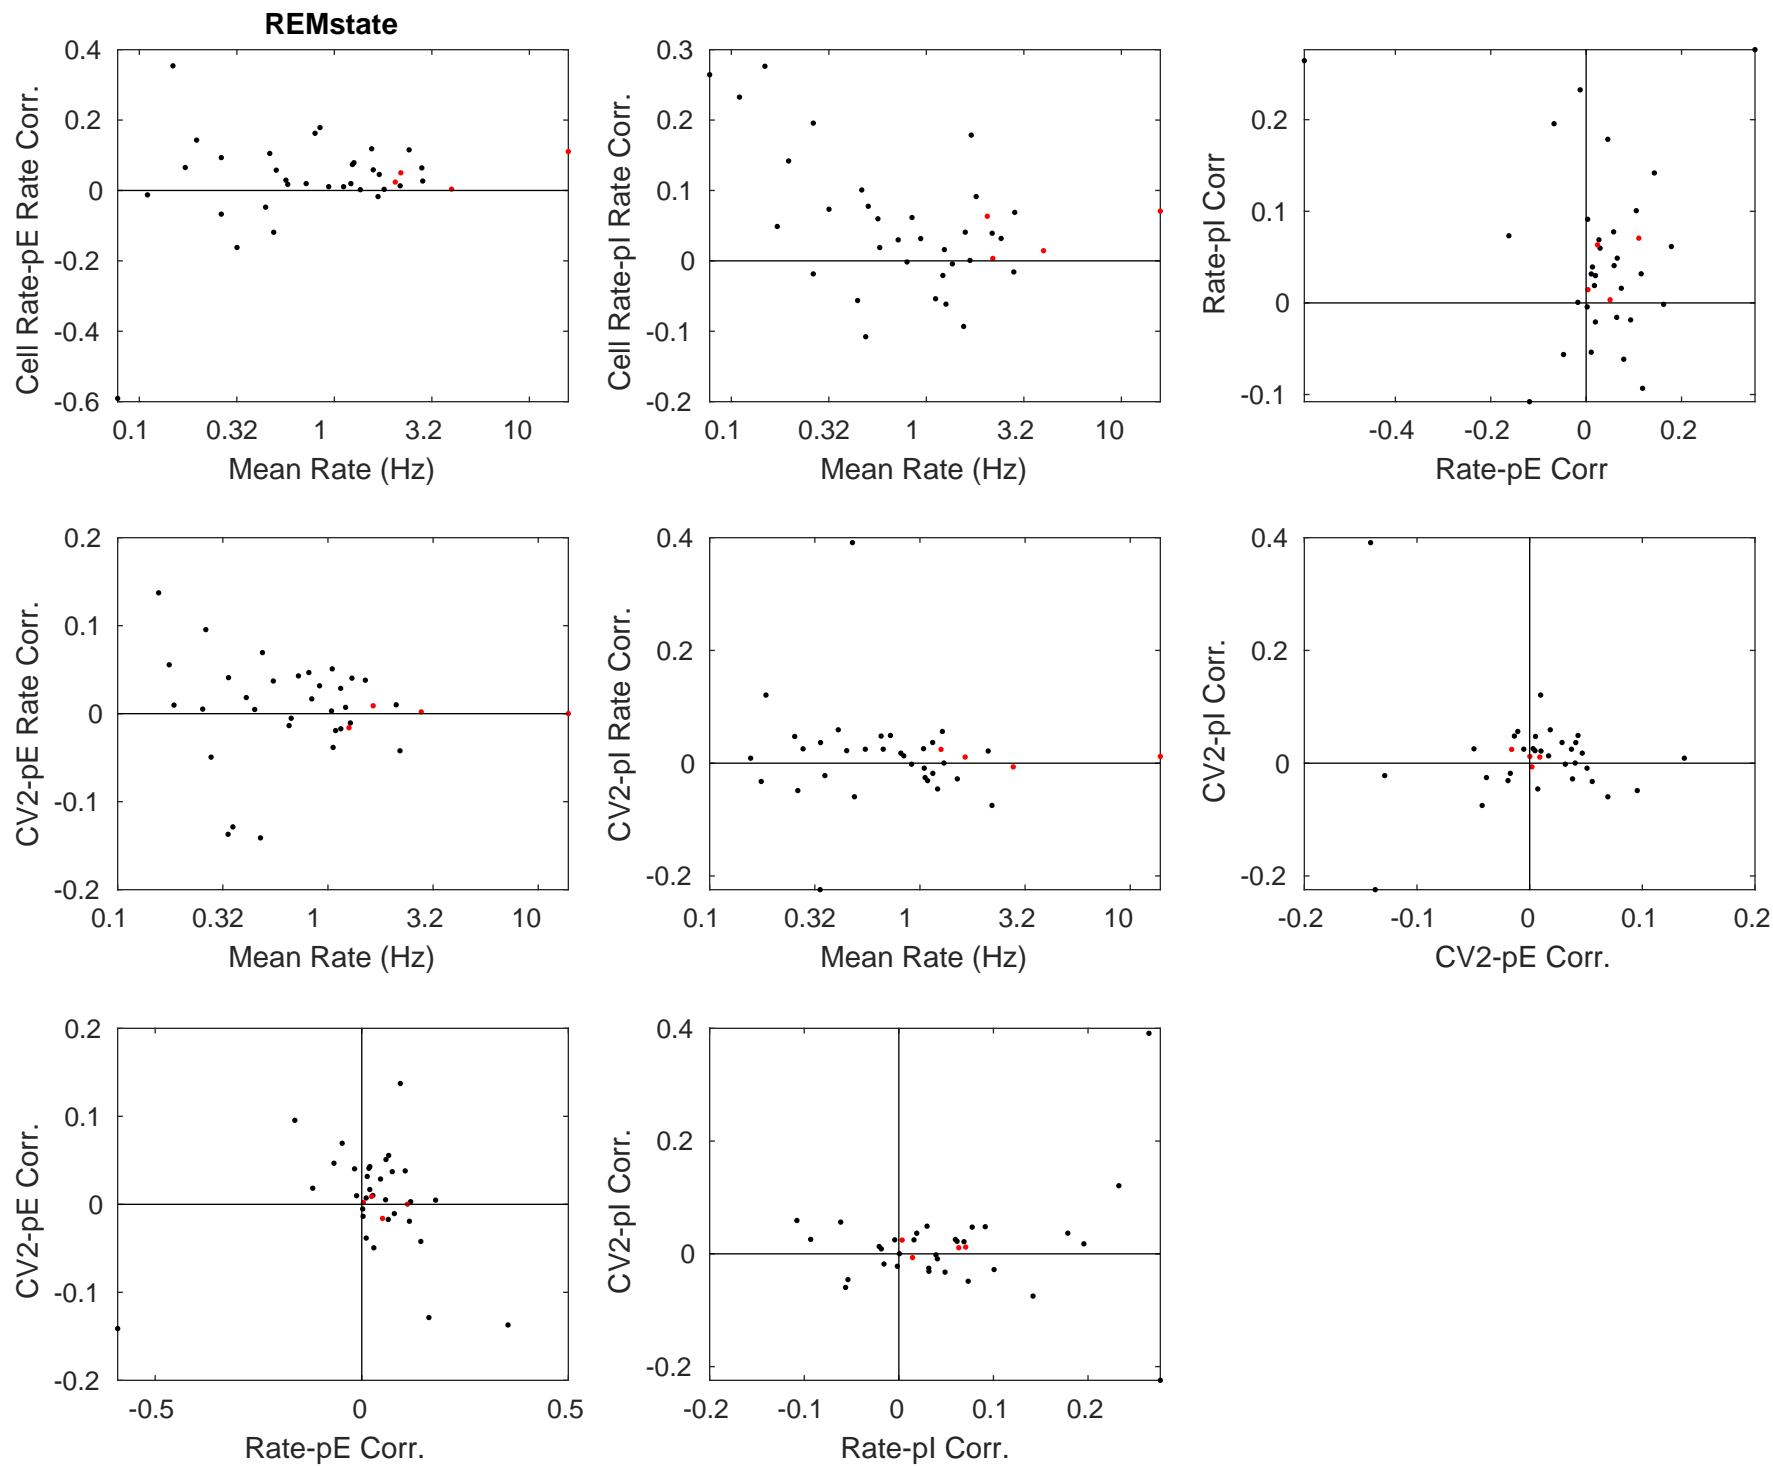 REMstate
0.4
0.2
0
-0.2
-0.4
-0.6
Cell Rate-pE Rate Corr.
0.1 0.32 1 3.2 10
Mean Rate (Hz)
0.3
0.2
0.1
0
-0.1
-0.2
Cell Rate-pI Rate Corr.
0.1 0.32 1 3.2 10
Mean Rate (Hz)
0.2
0.1
0
-0.1
Rate-pI Corr
-0.4 -0.2 0 0.2
Rate-pE Corr
0.2
0.1
0
-0.1
-0.2
CV2-pE Rate Corr.
0.1 0.32 1 3.2 10
Mean Rate (Hz)
0.4
0.2
0
-0.2
CV2-pI Rate Corr.
0.1 0.32 1 3.2 10
Mean Rate (Hz)
0.4
0.2
0
-0.2
CV2-pI Corr.
-0.2 -0.1 0 0.1 0.2
CV2-pE Corr.
0.2
0.1
0
-0.1
-0.2
CV2-pE Corr.
-0.5 0 0.5
Rate-pE Corr.
0.4
0.2
0
-0.2
CV2-pI Corr.
-0.2 -0.1 0 0.1 0.2
Rate-pI Corr.